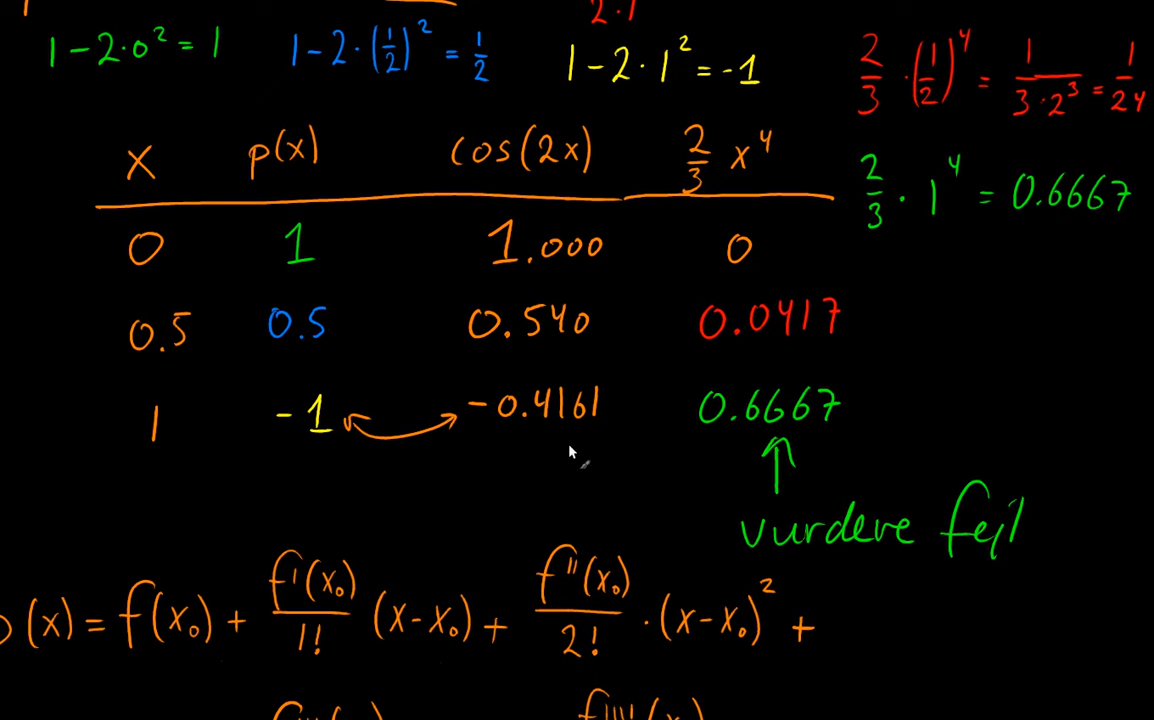 2·1
1-2·0² = 1
1-2·(1/2)² = 1/2
1-2·1² = -1
2/3 · (1/2)⁴ = 1/(3·2³) = 1/24
x p(x) cos(2x) 2/3 x⁴
2/3 · 1⁴ = 0.6667
0 1 1.000 0
0.5 0.5 0.540 0.0417
1 -1 -0.4161 0.6667
vurdere feil
(x) = f(x₀) + f'(x₀)/1! (x-x₀) + f''(x₀)/2! · (x-x₀)² +